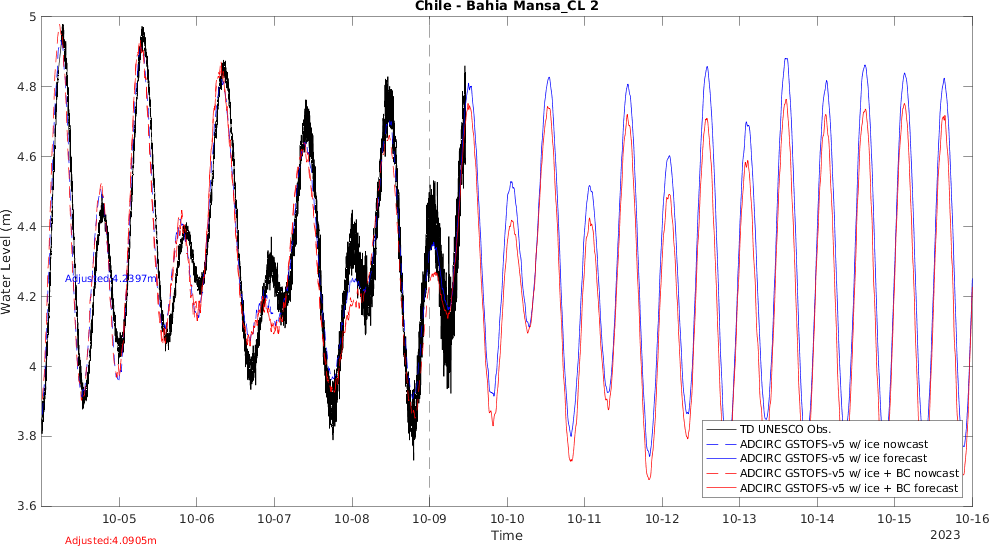 Chile - Bahia Mansa_CL 2
Water Level (m)
5
4.8
4.6
4.4
4.2
4
3.8
3.6
Adjusted:4.2397m
TD UNESCO Obs.
ADCIRC GSTOFS-v5 w/ ice nowcast
ADCIRC GSTOFS-v5 w/ ice forecast
ADCIRC GSTOFS-v5 w/ ice + BC nowcast
ADCIRC GSTOFS-v5 w/ ice + BC forecast
10-05 10-06 10-07 10-08 10-09 10-10 10-11 10-12 10-13 10-14 10-15 10-16
Time
2023
Adjusted:4.0905m